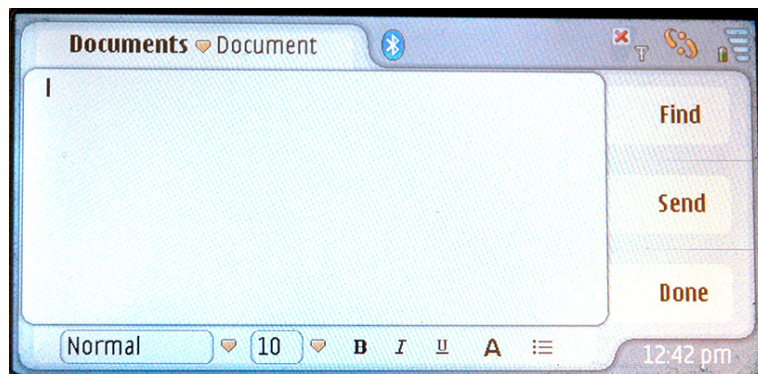 Documents Document
Find
Send
Done
Normal 10 B I U A
12:42 pm